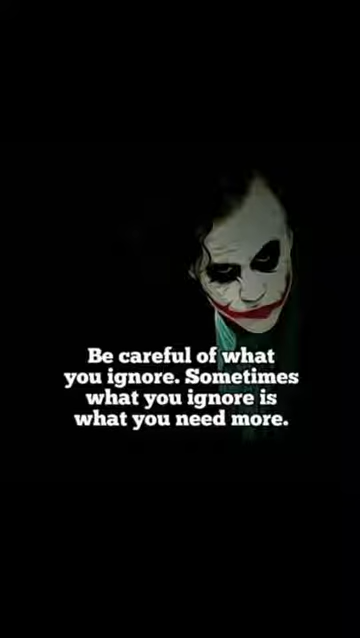 Be careful of what
you ignore. Sometimes
what you ignore is
what you need more.